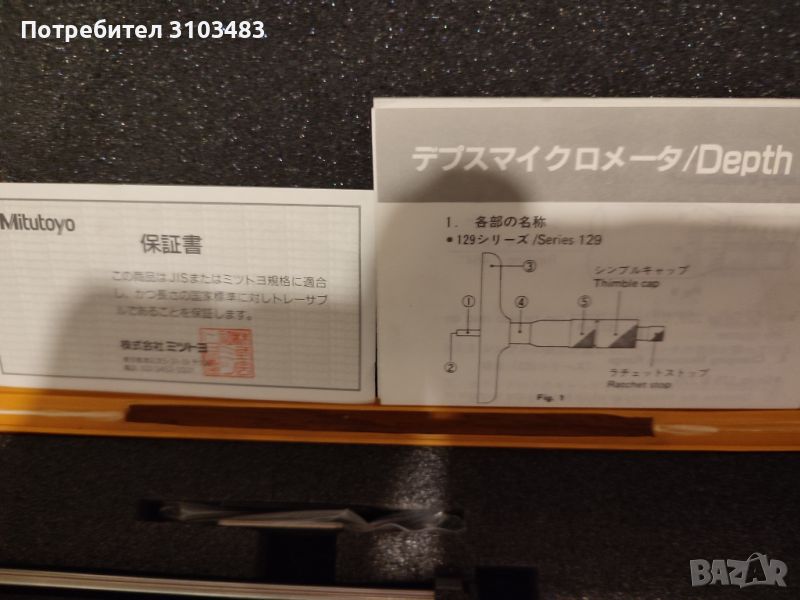 Потребител 3103483
Mitutoyo
保証書
この商品はJISまたはミツトヨ規格に適合
し、かつ長さの国家標準に対しトレーサブ
ルであることを保証します。
株式会社 ミツトヨ
デプスマイクロメータ/Depth
1. 各部の名称
• 129シリーズ/Series 129
③
シンブルキャップ
Thimble cap
① ④ ⑤
②
ラチェットストップ
Ratchet stop
Fig. 1
BAZAR